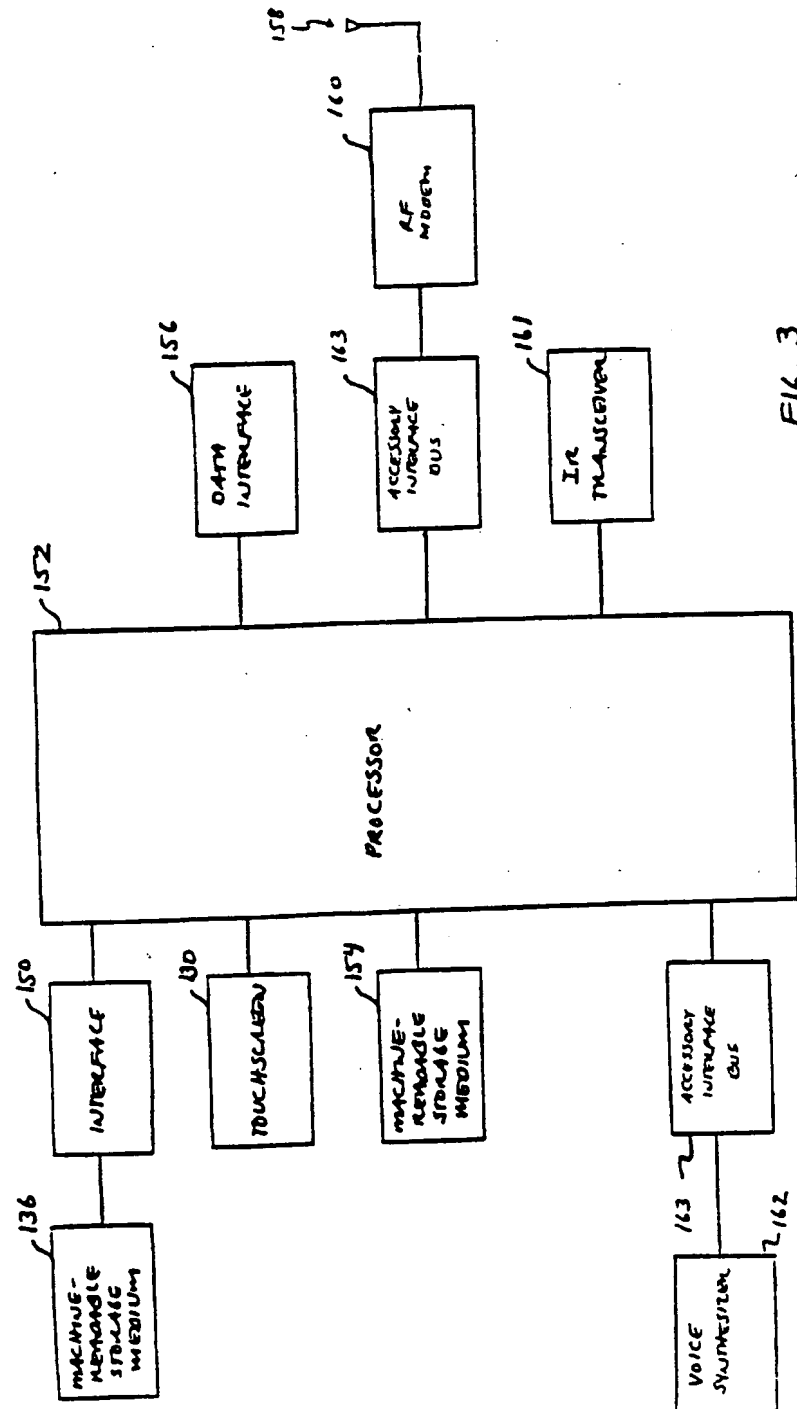 136
MACHINE-
READABLE
STORAGE
MEDIUM
150
INTERFACE
130
TOUCHSCREEN
154
MACHINE-
READABLE
STORAGE
MEDIUM
163
ACCESSORY
INTERFACE
BUS
162
VOICE
SYNTHESIZER
152
PROCESSOR
156
DATA
INTERFACE
163
ACCESSORY
INTERFACE
BUS
160
RF
MODEM
158
161
IR
TRANSCEIVER
FIG. 3